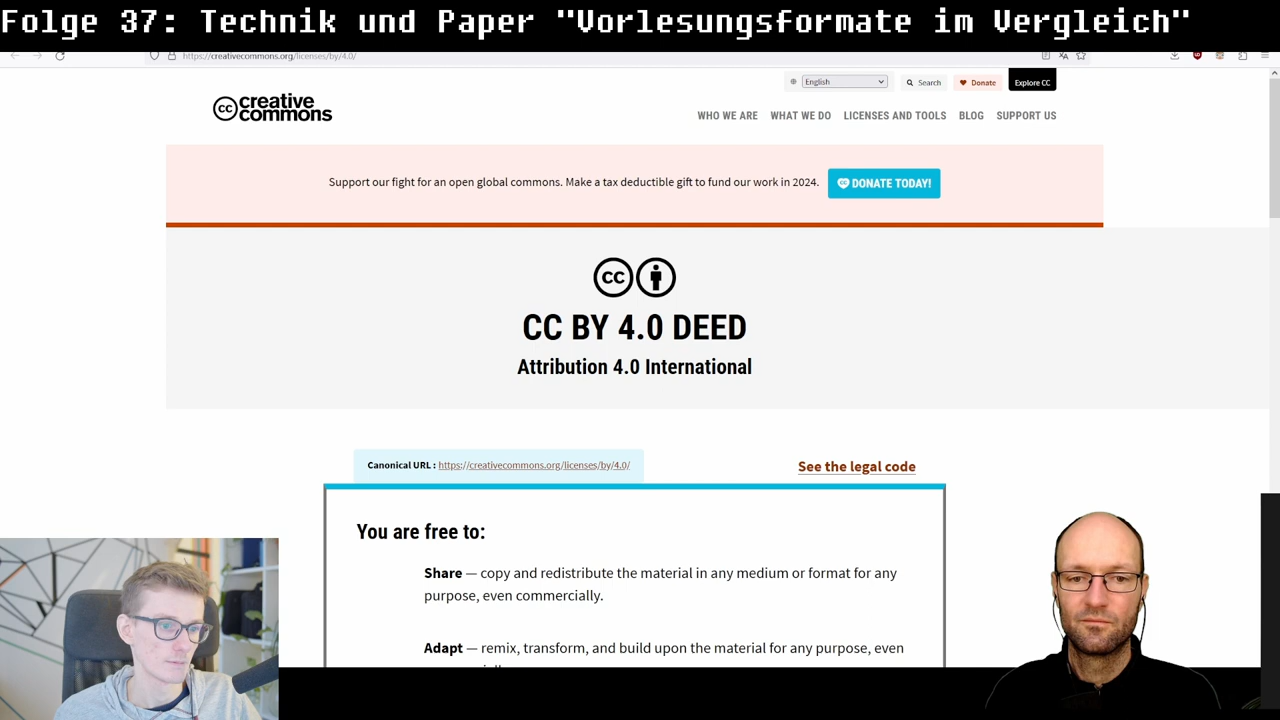 Folge 37: Technik und Paper "Vorlesungsformate im Vergleich"
https://creativecommons.org/licenses/by/4.0/
English
Search
Donate
Explore CC
cc creative commons
WHO WE ARE
WHAT WE DO
LICENSES AND TOOLS
BLOG
SUPPORT US
Support our fight for an open global commons. Make a tax deductible gift to fund our work in 2024.
DONATE TODAY!
cc
CC BY 4.0 DEED
Attribution 4.0 International
Canonical URL : https://creativecommons.org/licenses/by/4.0/
See the legal code
You are free to:
Share — copy and redistribute the material in any medium or format for any
purpose, even commercially.
Adapt — remix, transform, and build upon the material for any purpose, even